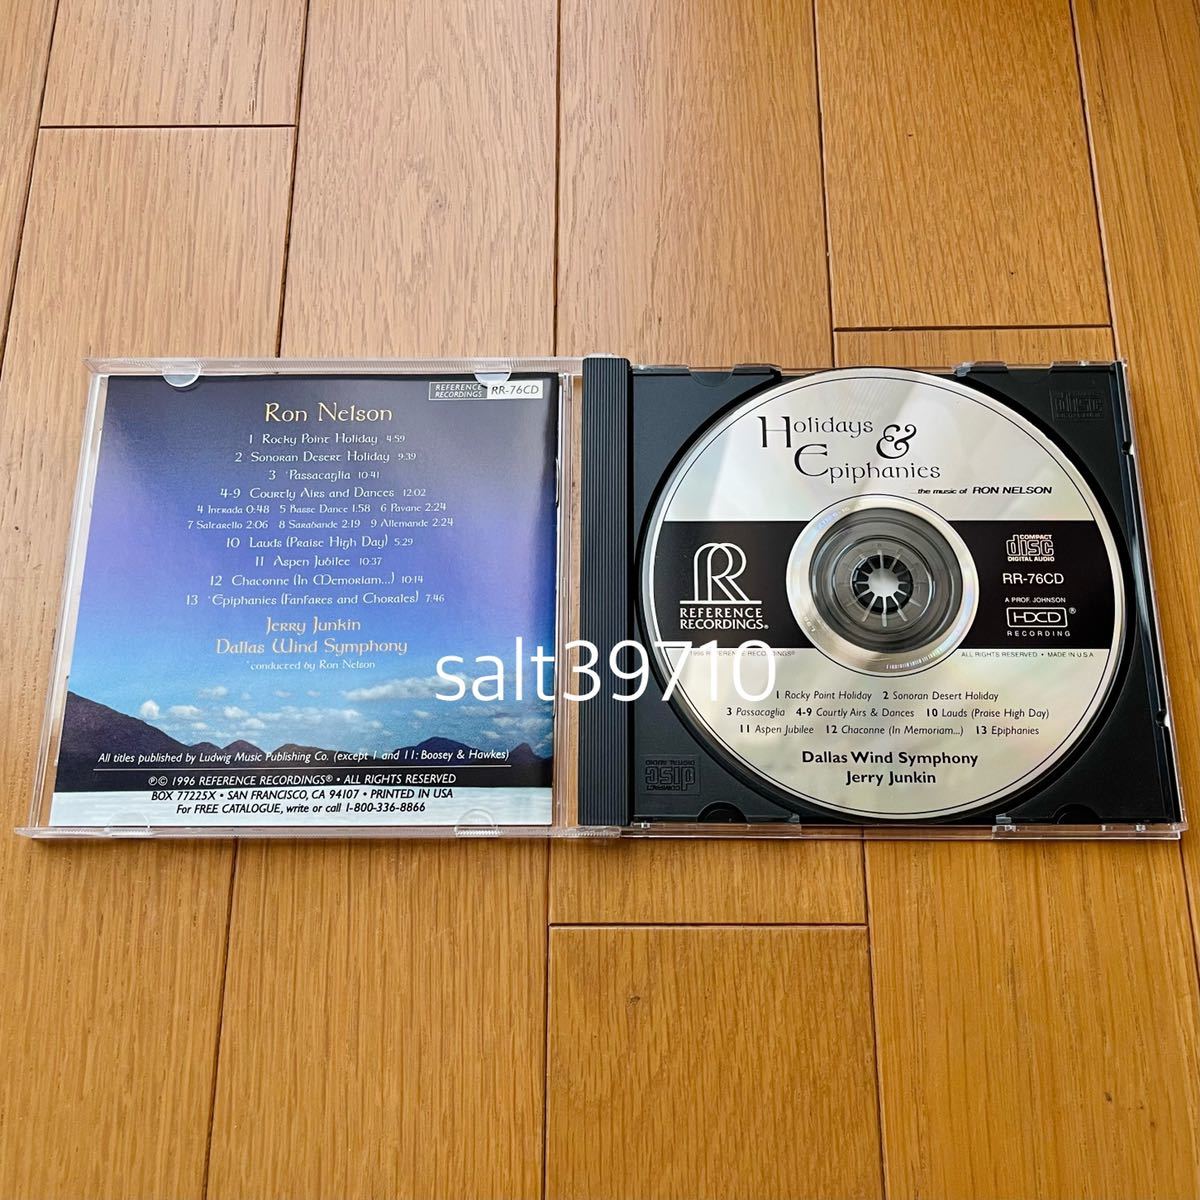 REFERENCE
RECORDINGS
RR-76CD
Ron Nelson
1 Rocky Point Holiday 4:59
2 Sonoran Desert Holiday 9:39
3 *Passacaglia 10:41
4-9 Courtly Airs and Dances 12:02
4 Intrada 0:48 5 Basse Dance 1:58 6 Pavane 2:24
7 Saltarello 2:06 8 Sarabande 2:19 9 Allemande 2:24
10 Lauds (Praise High Day) 5:29
11 Aspen Jubilee 10:37
12 Chaconne (In Memoriam...) 10:14
13 *Epiphanies (Fanfares and Chorales) 7:46
Jerry Junkin
Dallas Wind Symphony
*conducted by Ron Nelson
All titles published by Ludwig Music Publishing Co. (except 1 and 11: Boosey & Hawkes)
℗© 1996 REFERENCE RECORDINGS® • ALL RIGHTS RESERVED
BOX 77225X • SAN FRANCISCO, CA 94107 • PRINTED IN USA
For FREE CATALOGUE, write or call 1-800-336-8866
Holidays &
Epiphanies
...the music of RON NELSON
R
REFERENCE
RECORDINGS®
COMPACT
disc
DIGITAL AUDIO
RR-76CD
A PROF. JOHNSON
HDCD®
RECORDING
1996 REFERENCE RECORDINGS®
ALL RIGHTS RESERVED • MADE IN U.S.A.
1 Rocky Point Holiday 2 Sonoran Desert Holiday
3 Passacaglia 4-9 Courtly Airs & Dances 10 Lauds (Praise High Day)
11 Aspen Jubilee 12 Chaconne (In Memoriam...) 13 Epiphanies
Dallas Wind Symphony
Jerry Junkin
disc
COMPACT
disc
DIGITAL AUDIO
salt39710